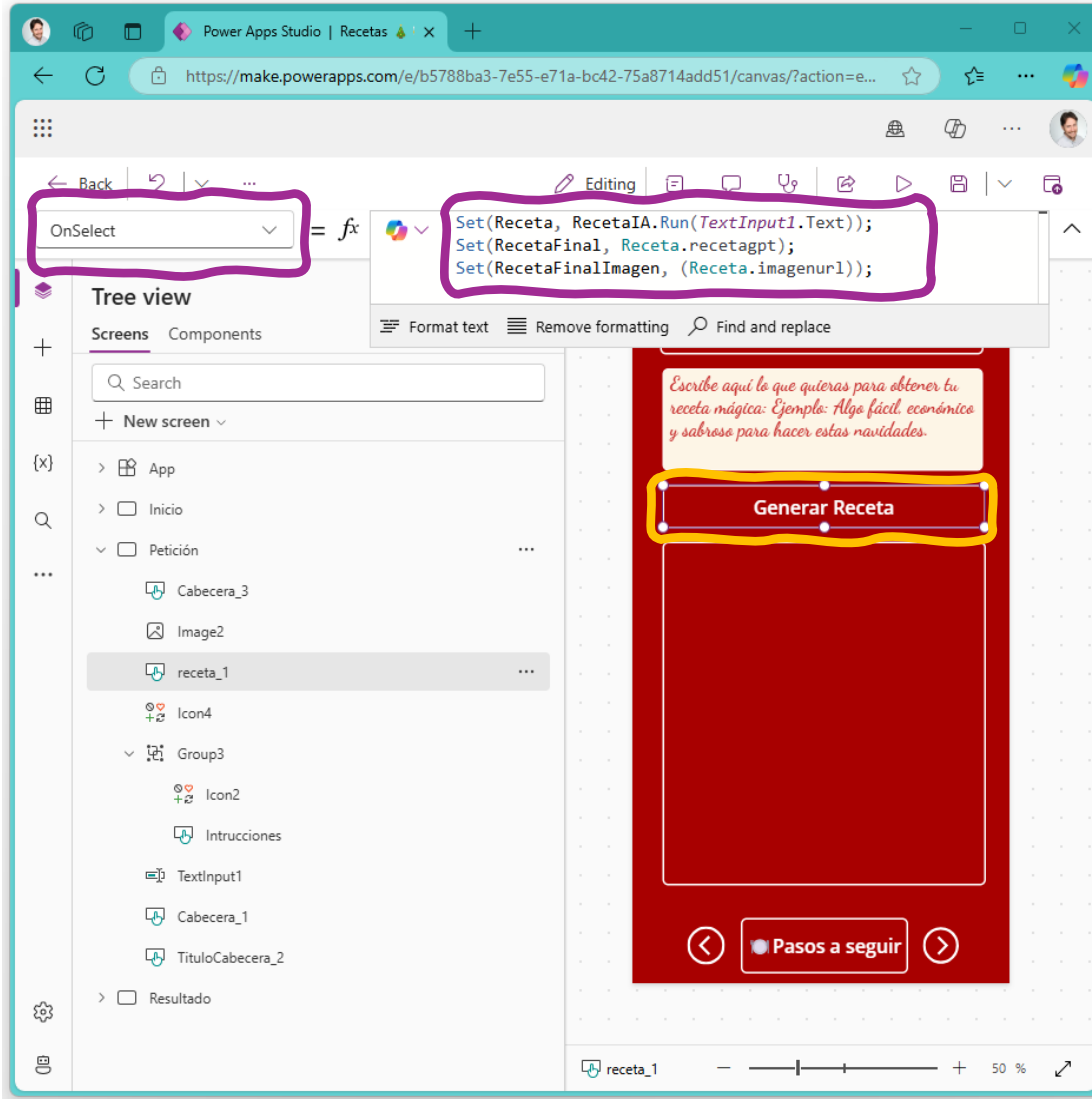 Power Apps Studio | Recetas
https://make.powerapps.com/e/b5788ba3-7e55-e71a-bc42-75a8714add51/canvas/?action=e...
Back
Editing
OnSelect
= fx
Set(Receta, RecetaIA.Run(TextInput1.Text));
Set(RecetaFinal, Receta.recetagpt);
Set(RecetaFinalImagen, (Receta.imagenurl));
Format text
Remove formatting
Find and replace
Tree view
Screens
Components
Search
New screen
App
Inicio
Petición
Cabecera_3
Image2
receta_1
Icon4
Group3
Icon2
Intrucciones
TextInput1
Cabecera_1
TituloCabecera_2
Resultado
Escribe aquí lo que quieras para obtener tu
receta mágica: Ejemplo: Algo fácil, económico
y sabroso para hacer estas navidades.
Generar Receta
🍽️ Pasos a seguir
receta_1
50 %